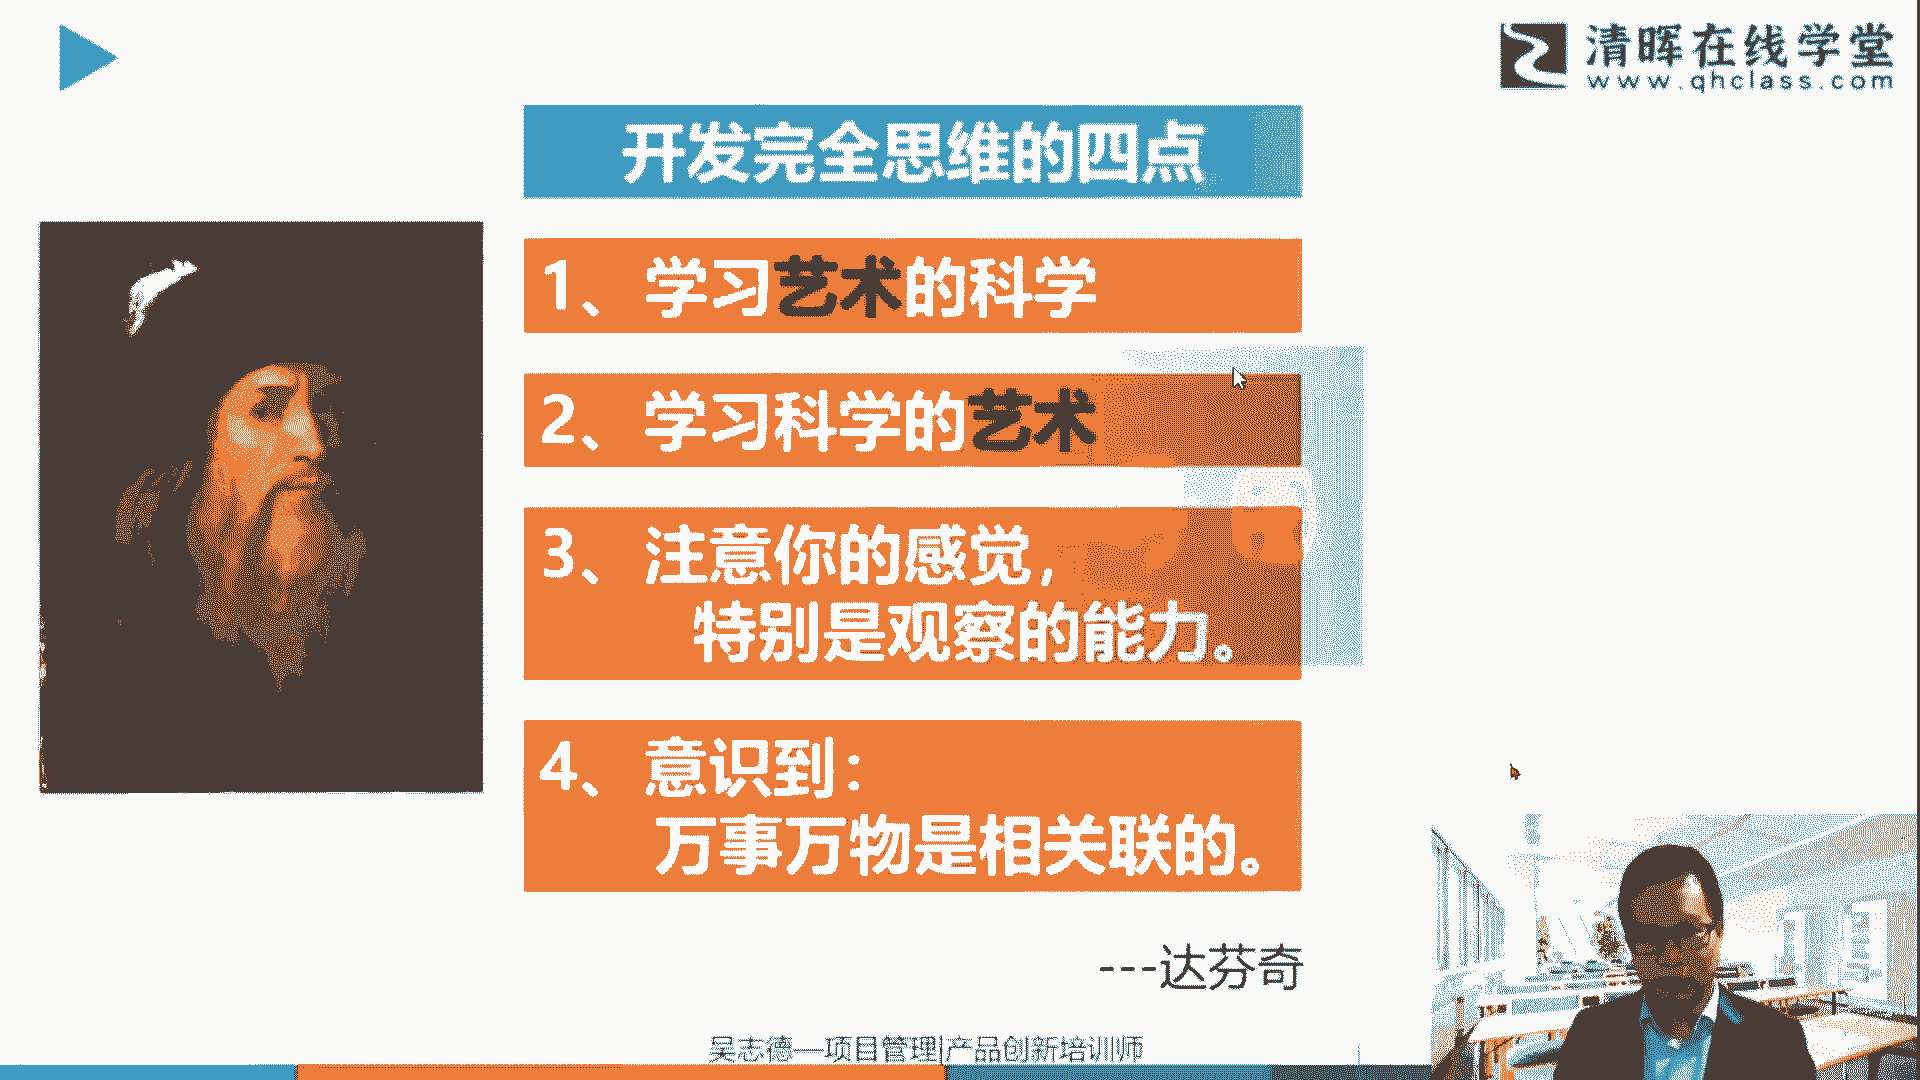 清晖在线学堂
www.qhclass.com
开发完全思维的四点
1、学习艺术的科学
2、学习科学的艺术
3、注意你的感觉，
特别是观察的能力。
4、意识到：
万事万物是相关联的。
---达芬奇
吴志德—项目管理|产品创新培训师